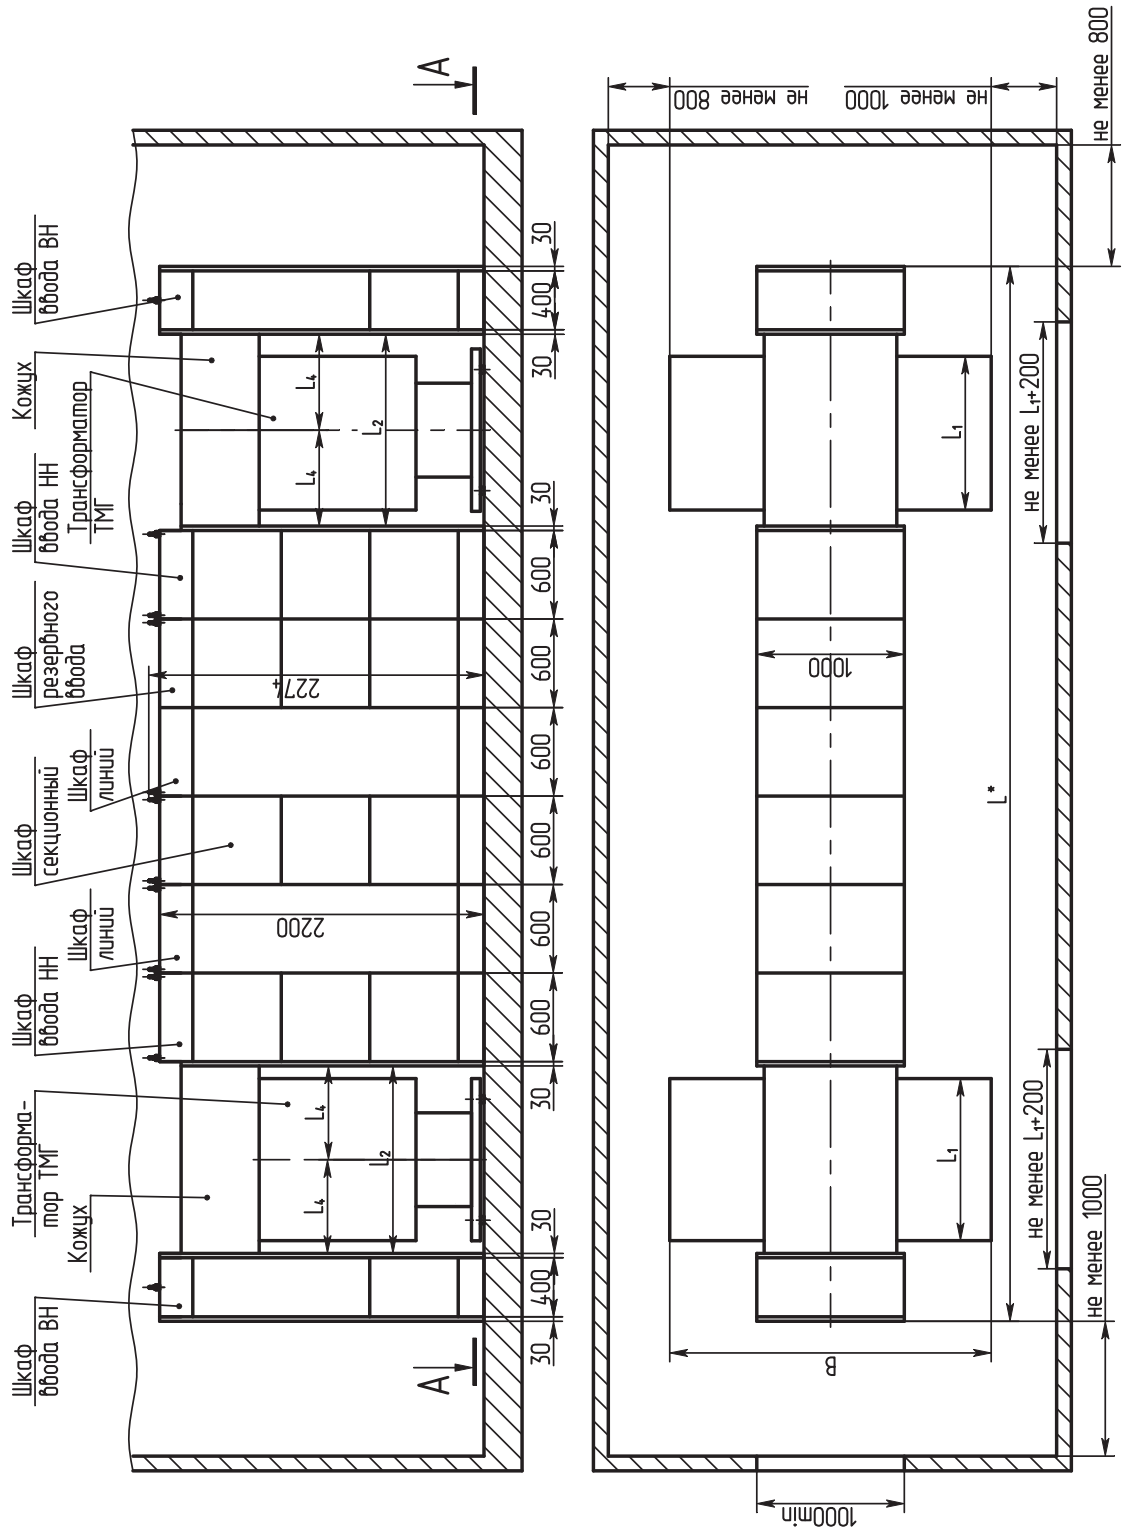 Шкаф
ввода ВН
Трансформа-
тор ТМГ
Кожух
Шкаф
ввода НН
Шкаф
линий
Шкаф
секционный
Шкаф
линий
Шкаф
резервного
ввода
Шкаф
ввода НН
Трансформатор
ТМГ
Кожух
Шкаф
ввода ВН
А
А
2200
2274
L4
L4
L2
L4
L4
L2
30
400
30
30
600
600
600
600
600
600
30
30
400
30
1000min
В
L1
1000
L1
L*
не менее 800
не менее 1000
не менее L1+200
не менее L1+200
не менее 1000
не менее 800